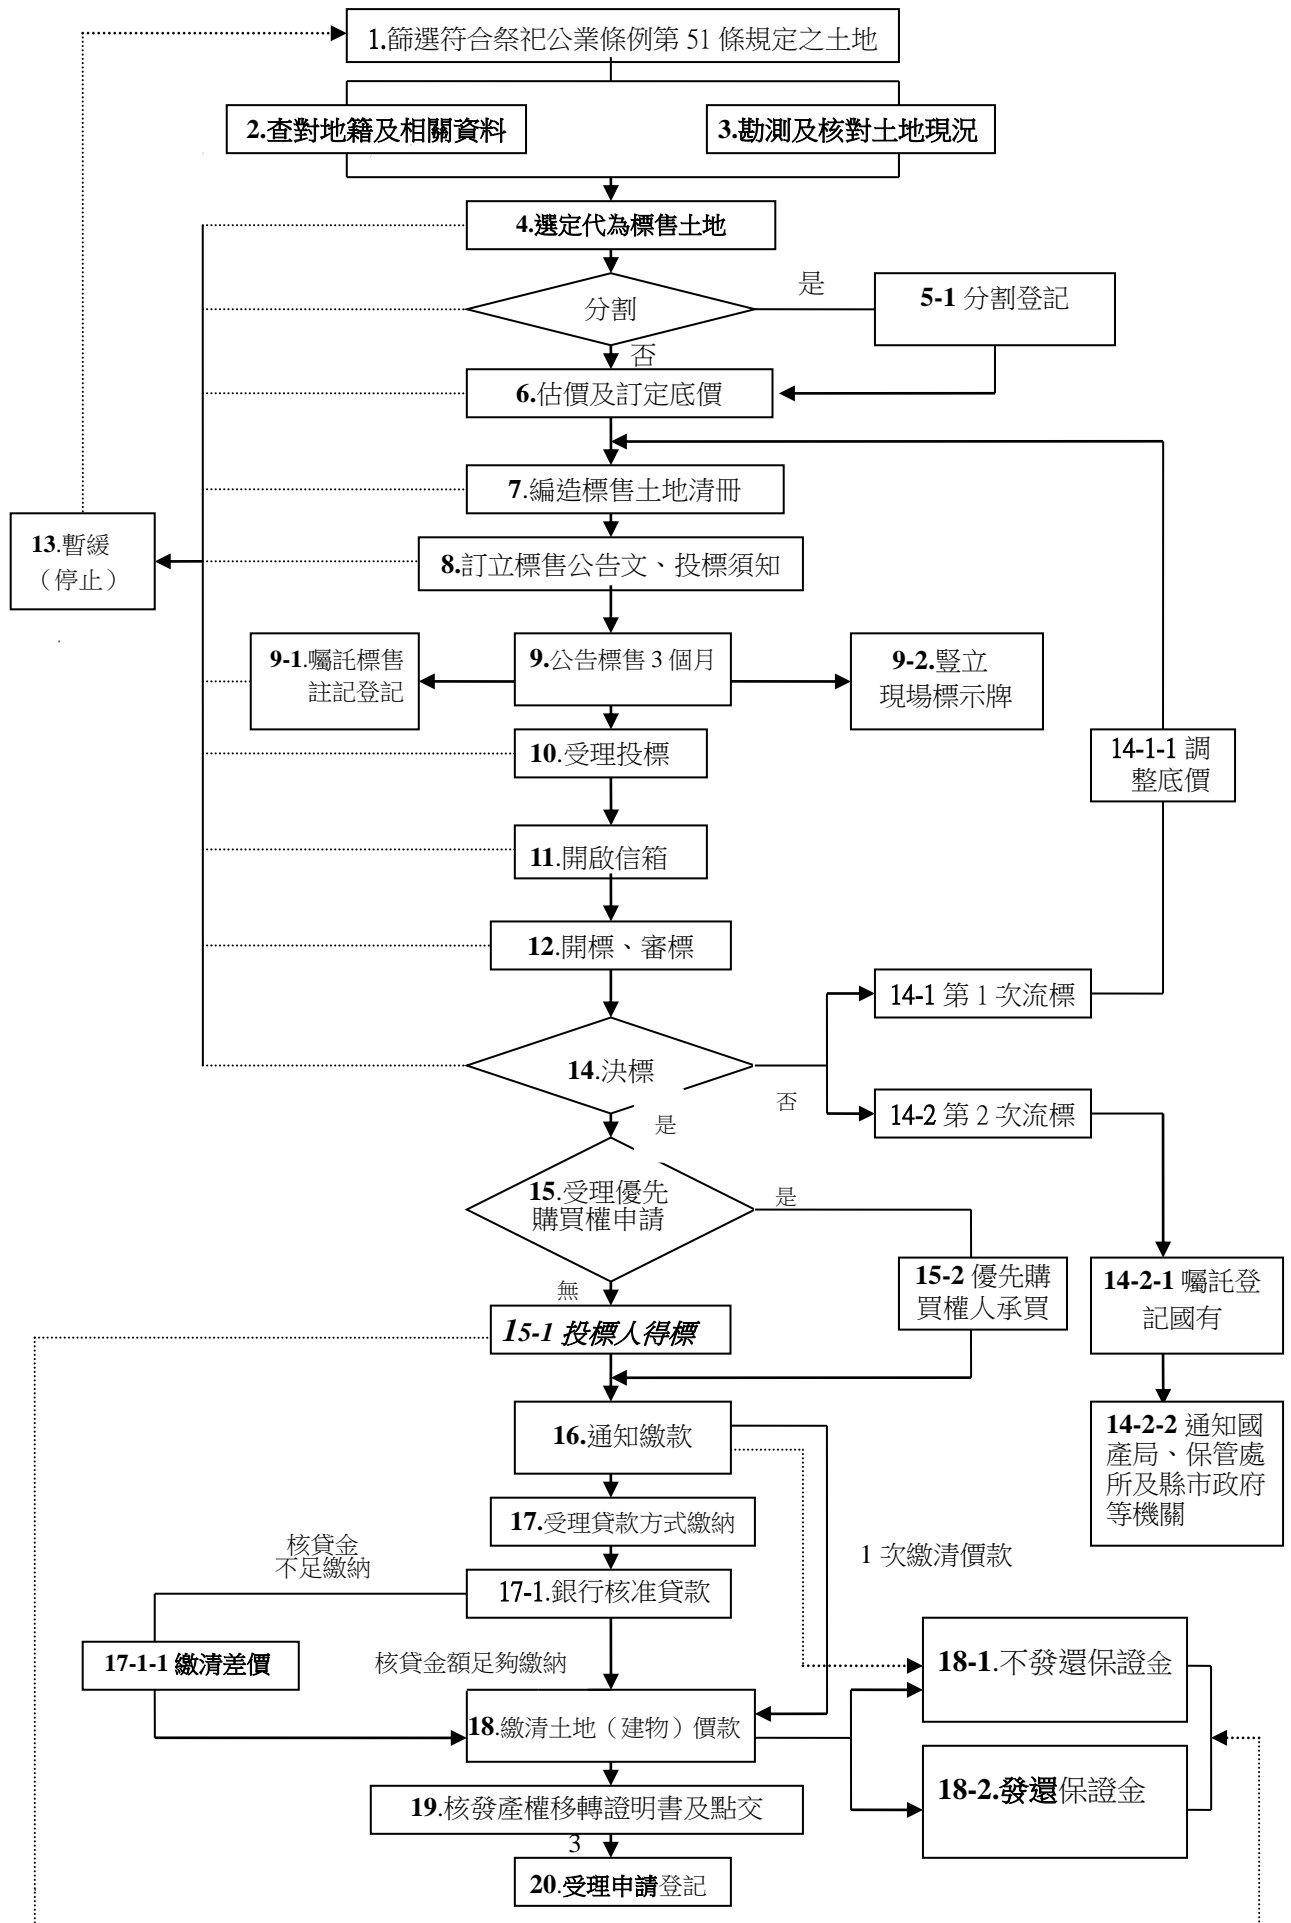 1.篩選符合祭祀公業條例第 51 條規定之土地
2.查對地籍及相關資料
3.勘測及核對土地現況
4.選定代為標售土地
分割
是
5-1 分割登記
否
6.估價及訂定底價
7.編造標售土地清冊
13.暫緩
（停止）
8.訂立標售公告文、投標須知
9-1.囑託標售
註記登記
9.公告標售 3 個月
9-2.豎立
現場標示牌
10.受理投標
14-1-1 調
整底價
11.開啟信箱
12.開標、審標
14-1 第 1 次流標
14.決標
否
14-2 第 2 次流標
是
15.受理優先
購買權申請
是
15-2 優先購
買權人承買
14-2-1 囑託登
記國有
無
15-1 投標人得標
16.通知繳款
14-2-2 通知國
產局、保管處
所及縣市政府
等機關
17.受理貸款方式繳納
核貸金
不足繳納
1 次繳清價款
17-1.銀行核准貸款
17-1-1 繳清差價
核貸金額足夠繳納
18-1.不發還保證金
18.繳清土地（建物）價款
18-2.發還保證金
19.核發產權移轉證明書及點交
3
20.受理申請登記